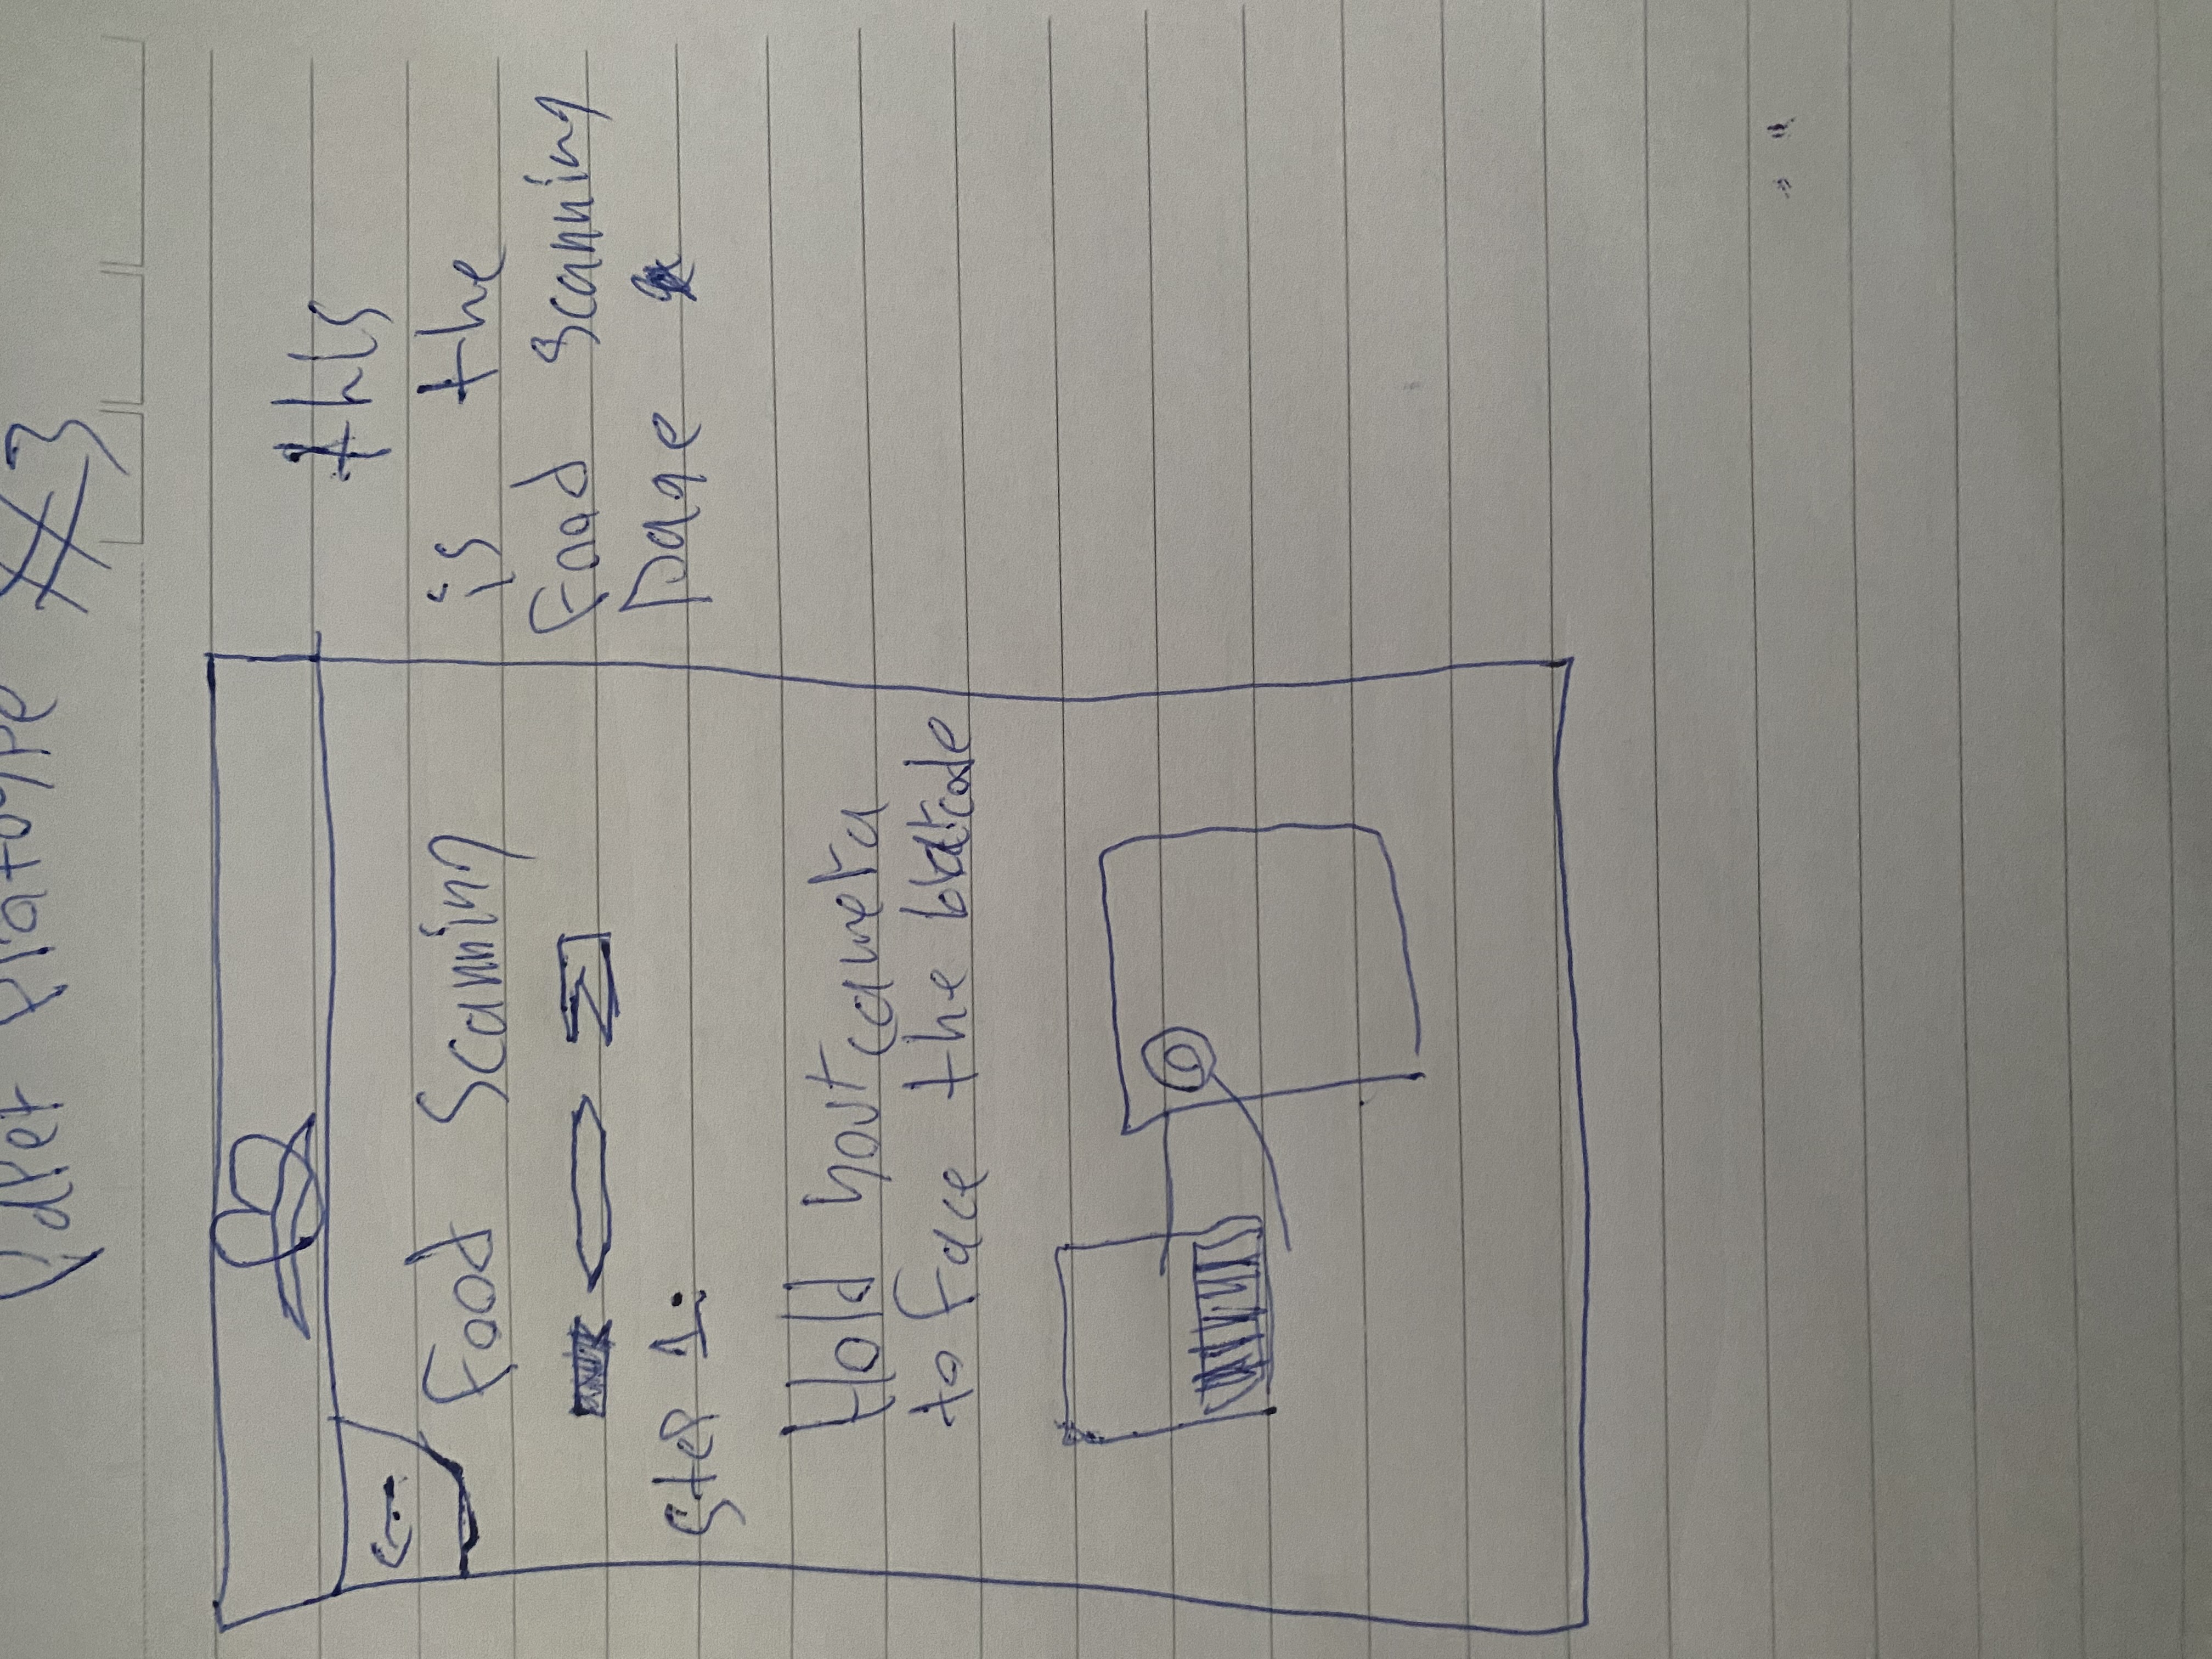 Paper Prototype #3
Food Scanning
Step 1:
Hold your camera
to Face the barcode
this
is the
Food Scanning
Page